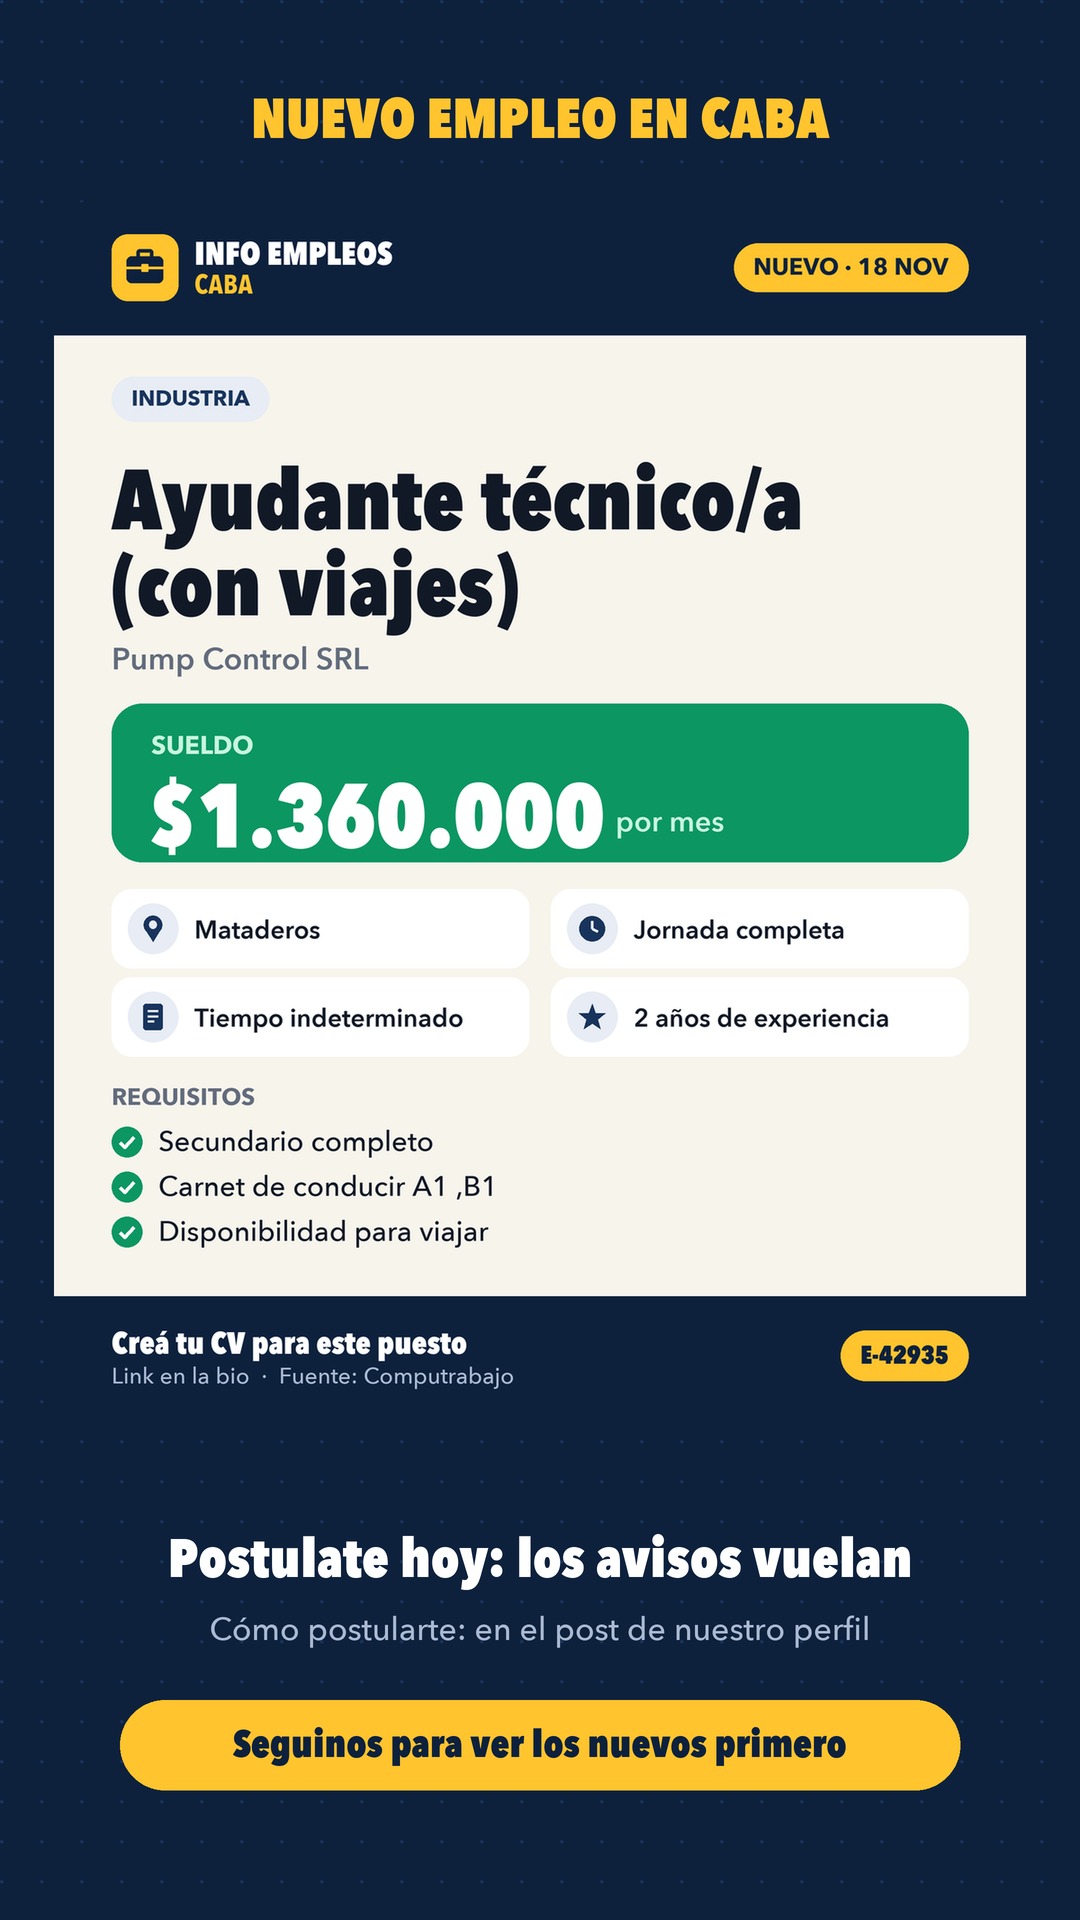 NUEVO EMPLEO EN CABA
INFO EMPLEOS
CABA
NUEVO · 18 NOV
INDUSTRIA
Ayudante técnico/a
(con viajes)
Pump Control SRL
SUELDO
$1.360.000 por mes
Mataderos
Jornada completa
Tiempo indeterminado
2 años de experiencia
REQUISITOS
Secundario completo
Carnet de conducir A1 ,B1
Disponibilidad para viajar
Creá tu CV para este puesto
Link en la bio · Fuente: Computrabajo
E-42935
Postulate hoy: los avisos vuelan
Cómo postularte: en el post de nuestro perfil
Seguinos para ver los nuevos primero